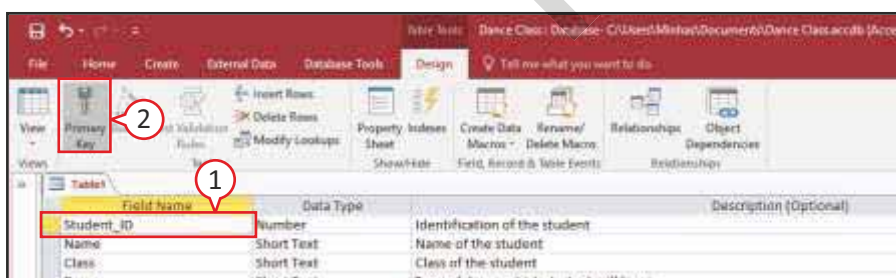 Table Tools Dance Class: Database- C:\Users\Minhas\Documents\Dance Class.accdb (Acce
File Home Create External Data Database Tools Design Tell me what you want to do
View Primary Key 2 Validation Rules Insert Rows Delete Rows Modify Lookups Property Sheet Indexes Create Data Macros Rename/ Delete Macro Relationships Object Dependencies
Views Show/Hide Field, Record & Table Events Relationships
Table1 1
Field Name Data Type Description (Optional)
Student_ID Number Identification of the student
Name Short Text Name of the student
Class Short Text Class of the student